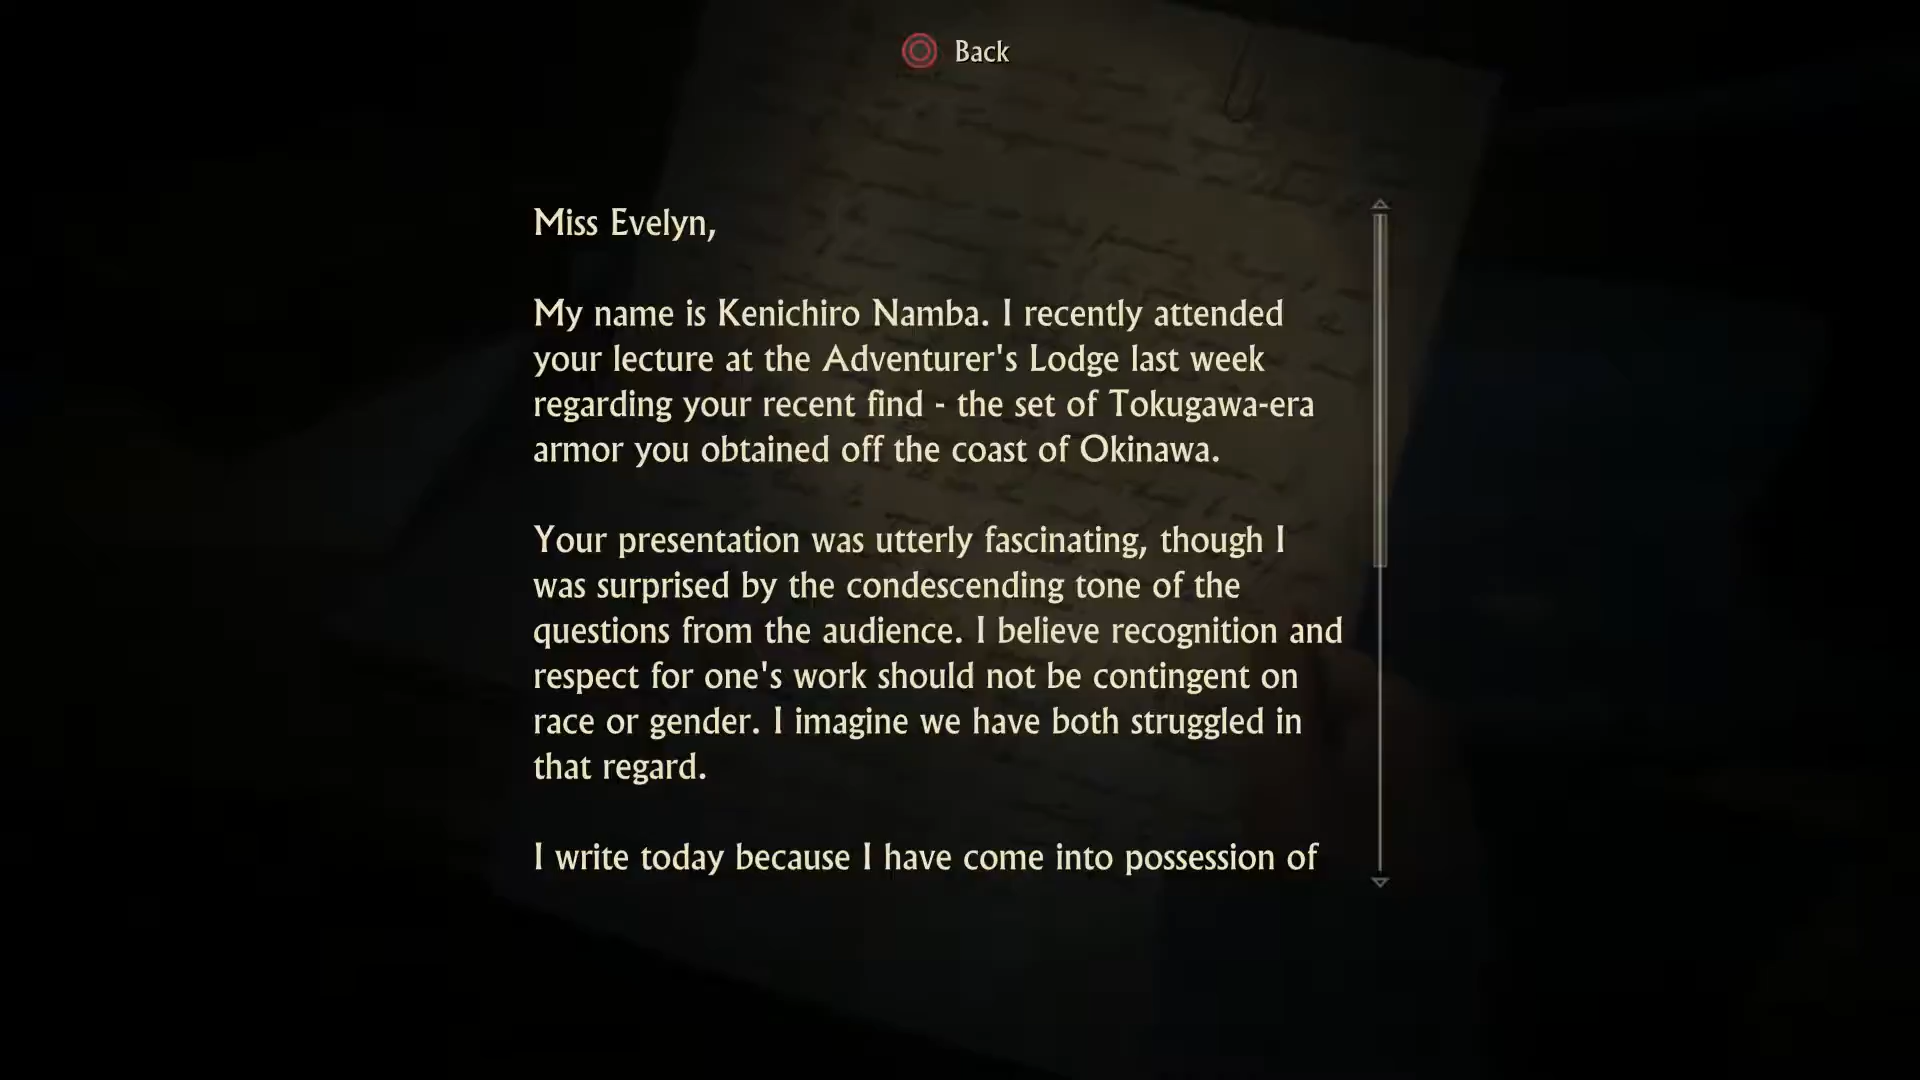 Back
Miss Evelyn,
My name is Kenichiro Namba. I recently attended
your lecture at the Adventurer's Lodge last week
regarding your recent find - the set of Tokugawa-era
armor you obtained off the coast of Okinawa.
Your presentation was utterly fascinating, though I
was surprised by the condescending tone of the
questions from the audience. I believe recognition and
respect for one's work should not be contingent on
race or gender. I imagine we have both struggled in
that regard.
I write today because I have come into possession of